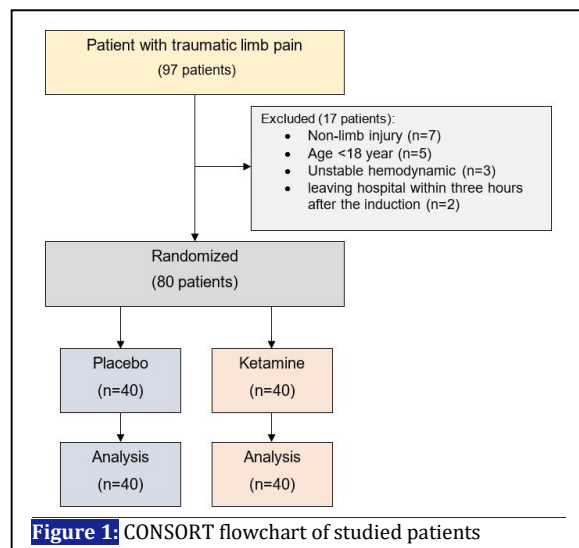 Patient with traumatic limb pain
(97 patients)
Excluded (17 patients):
• Non-limb injury (n=7)
• Age <18 year (n=5)
• Unstable hemodynamic (n=3)
• leaving hospital within three hours
after the induction (n=2)
Randomized
(80 patients)
Placebo
(n=40)
Ketamine
(n=40)
Analysis
(n=40)
Analysis
(n=40)
Figure 1: CONSORT flowchart of studied patients